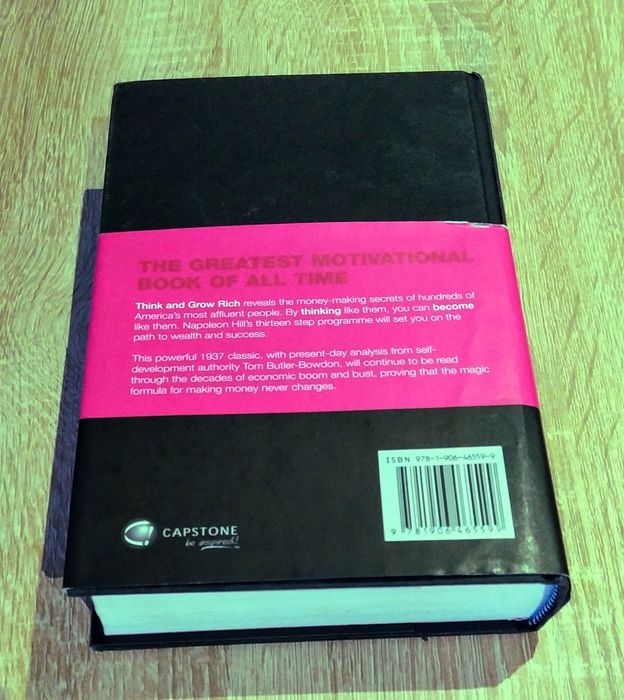 THE GREATEST MOTIVATIONAL
BOOK OF ALL TIME
Think and Grow Rich reveals the money-making secrets of hundreds of
America's most affluent people. By thinking like them, you can become
like them. Napoleon Hill's thirteen step programme will set you on the
path to wealth and success.
This powerful 1937 classic, with present-day analysis from self-
development authority Tom Butler-Bowdon, will continue to be read
through the decades of economic boom and bust, proving that the magic
formula for making money never changes.
ISBN 978-1-906-46559-9
9 781906 465599
CAPSTONE
be inspired!